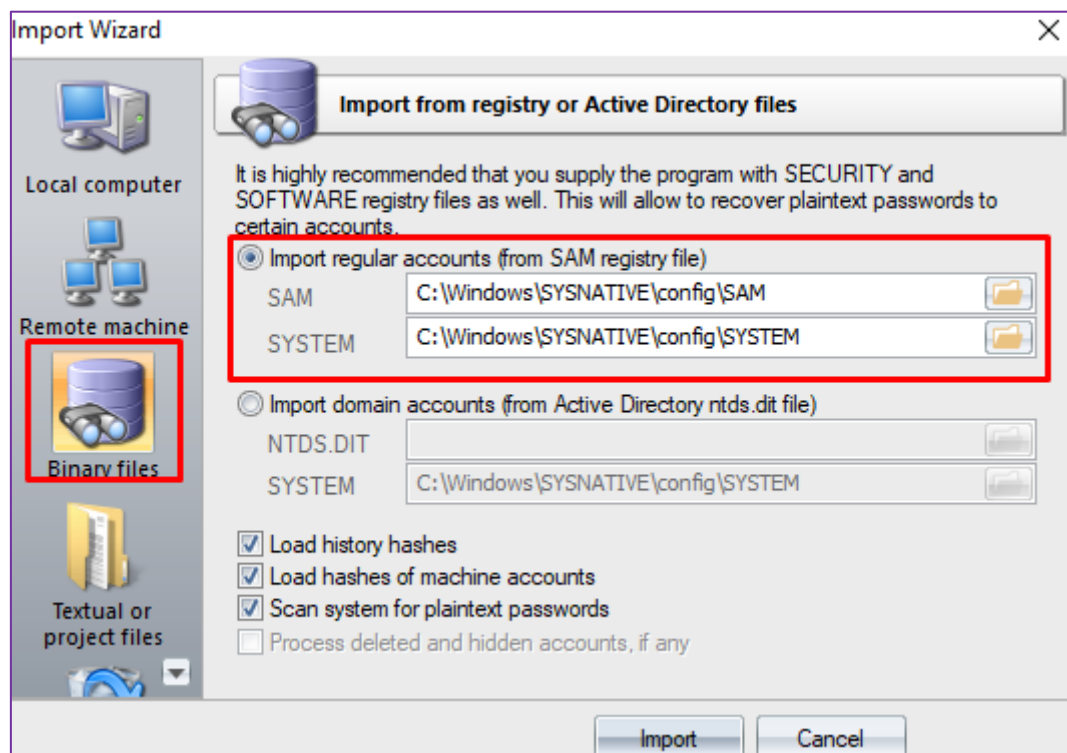 Import Wizard
Local computer
Remote machine
Binary files
Textual or
project files
Import from registry or Active Directory files
It is highly recommended that you supply the program with SECURITY and
SOFTWARE registry files as well. This will allow to recover plaintext passwords to
certain accounts.
Import regular accounts (from SAM registry file)
SAM C:\Windows\SYSNATIVE\config\SAM
SYSTEM C:\Windows\SYSNATIVE\config\SYSTEM
Import domain accounts (from Active Directory ntds.dit file)
NTDS.DIT
SYSTEM C:\Windows\SYSNATIVE\config\SYSTEM
Load history hashes
Load hashes of machine accounts
Scan system for plaintext passwords
Process deleted and hidden accounts, if any
Import Cancel